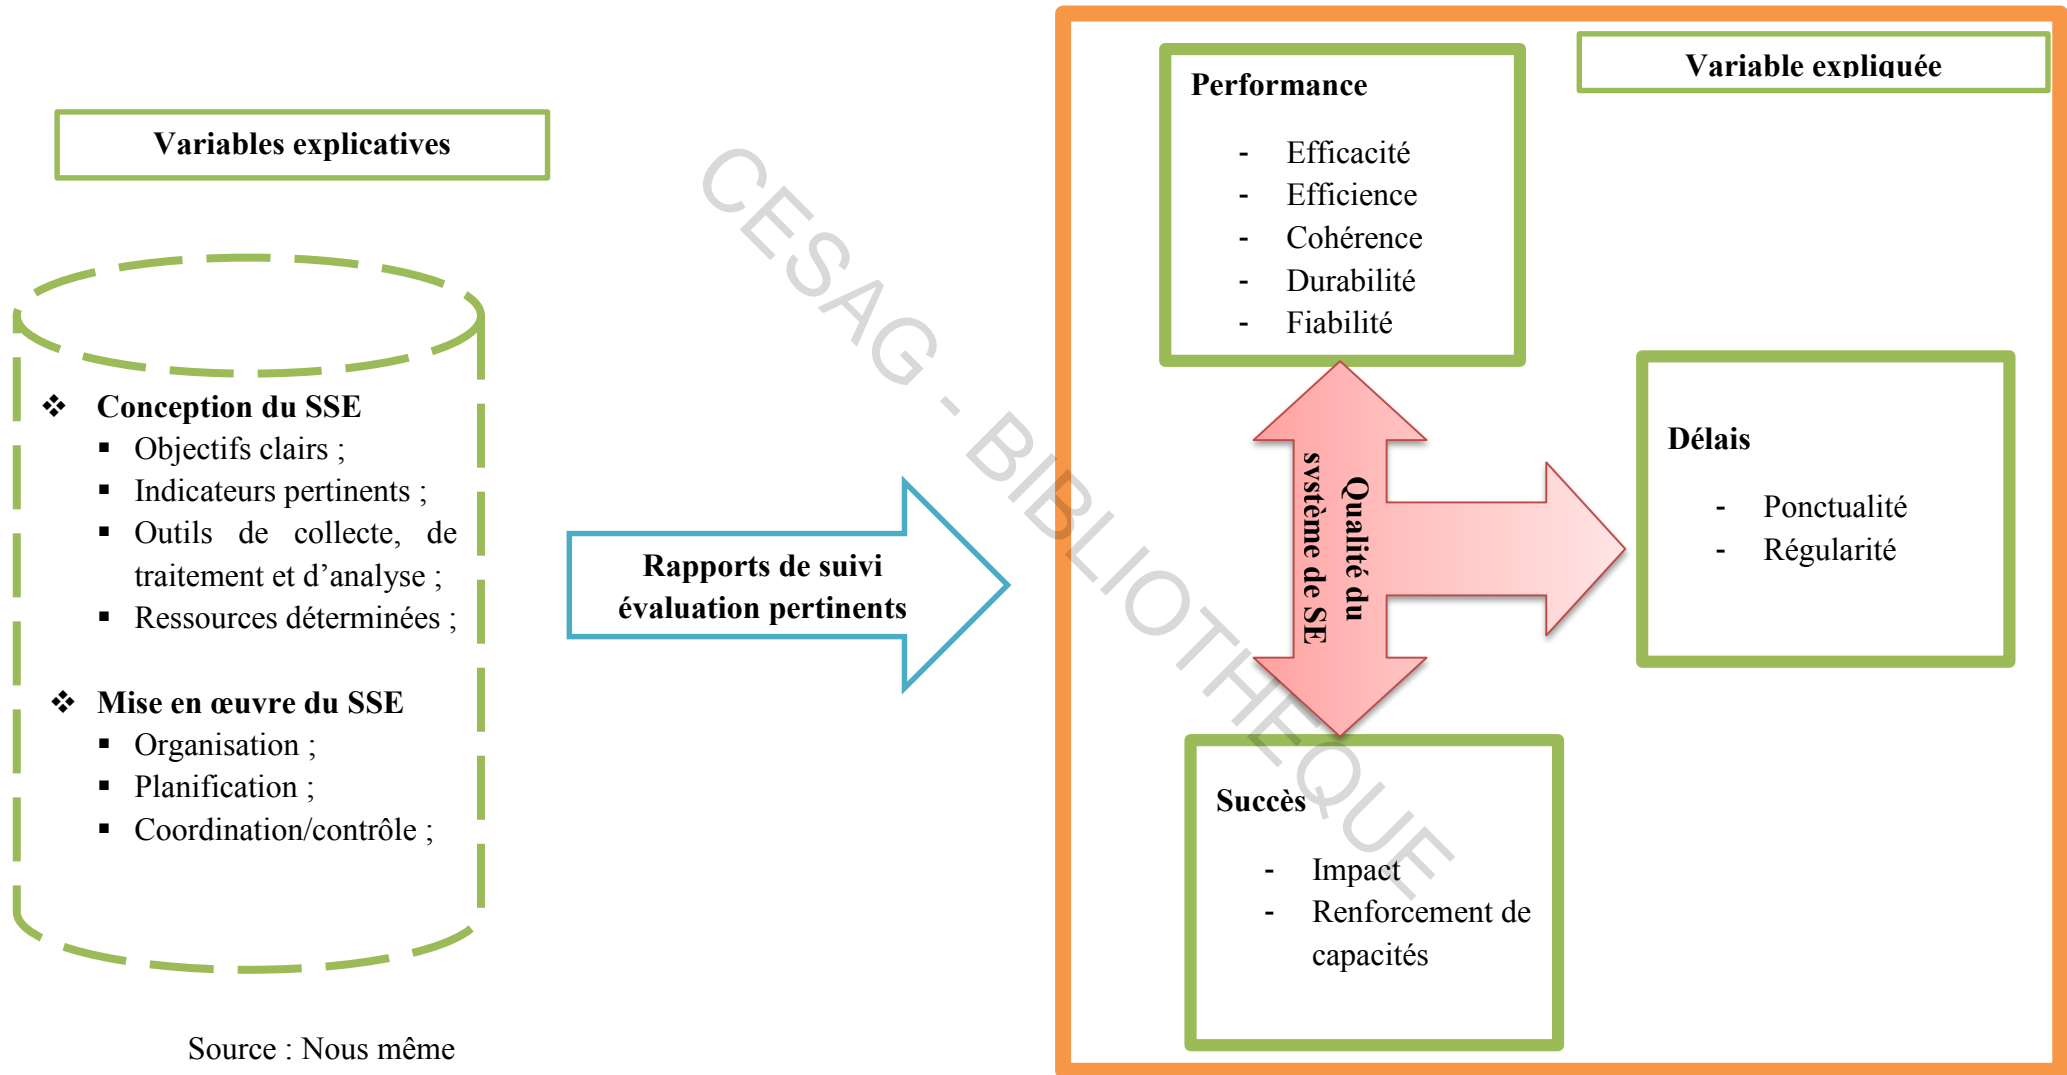 Variables explicatives
❖ Conception du SSE
▪ Objectifs clairs ;
▪ Indicateurs pertinents ;
▪ Outils de collecte, de
traitement et d’analyse ;
▪ Ressources déterminées ;
❖ Mise en œuvre du SSE
▪ Organisation ;
▪ Planification ;
▪ Coordination/contrôle ;
Rapports de suivi
évaluation pertinents
Variable expliquée
Performance
- Efficacité
- Efficience
- Cohérence
- Durabilité
- Fiabilité
Qualité du
système de SE
Délais
- Ponctualité
- Régularité
Succès
- Impact
- Renforcement de
capacités
Source : Nous même
CESAG - BIBLIOTHEQUE